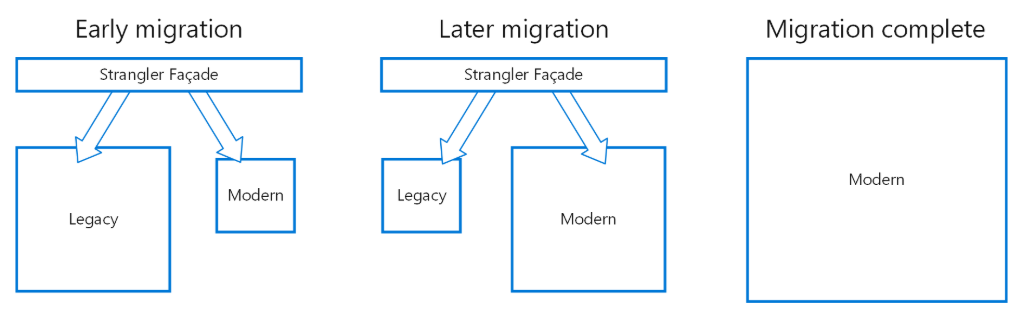 Early migration
Strangler Façade
Legacy
Modern
Later migration
Strangler Façade
Legacy
Modern
Migration complete
Modern